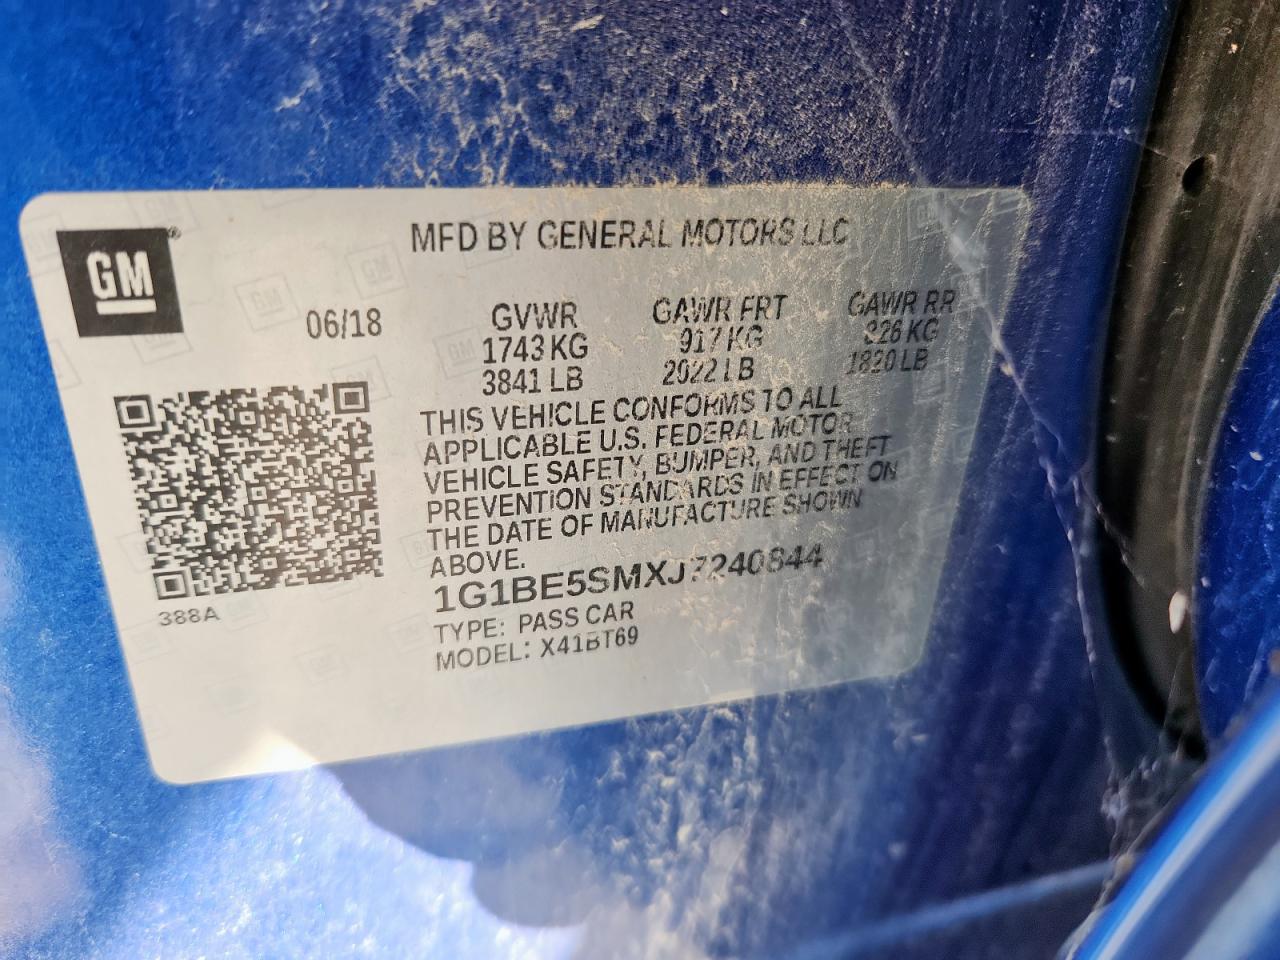 GM®
MFD BY GENERAL MOTORS LLC
06/18 GVWR GAWR FRT GAWR RR
1743 KG 917 KG 826 KG
3841 LB 2022 LB 1820 LB
THIS VEHICLE CONFORMS TO ALL
APPLICABLE U.S. FEDERAL MOTOR
VEHICLE SAFETY, BUMPER, AND THEFT
PREVENTION STANDARDS IN EFFECT ON
THE DATE OF MANUFACTURE SHOWN
ABOVE.
1G1BE5SMXJ7240844
TYPE: PASS CAR
MODEL: X41BT69
388A